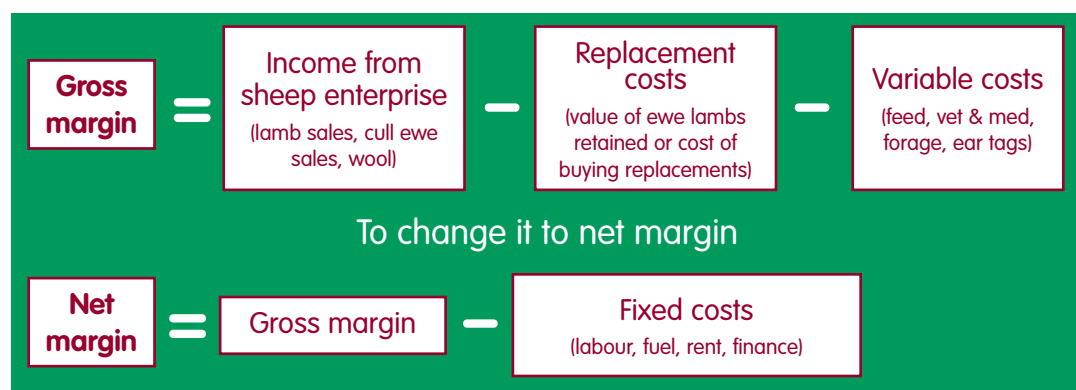 Gross
margin
=
Income from
sheep enterprise
(lamb sales, cull ewe
sales, wool)
–
Replacement
costs
(value of ewe lambs
retained or cost of
buying replacements)
–
Variable costs
(feed, vet & med,
forage, ear tags)
To change it to net margin
Net
margin
=
Gross margin
–
Fixed costs
(labour, fuel, rent, finance)